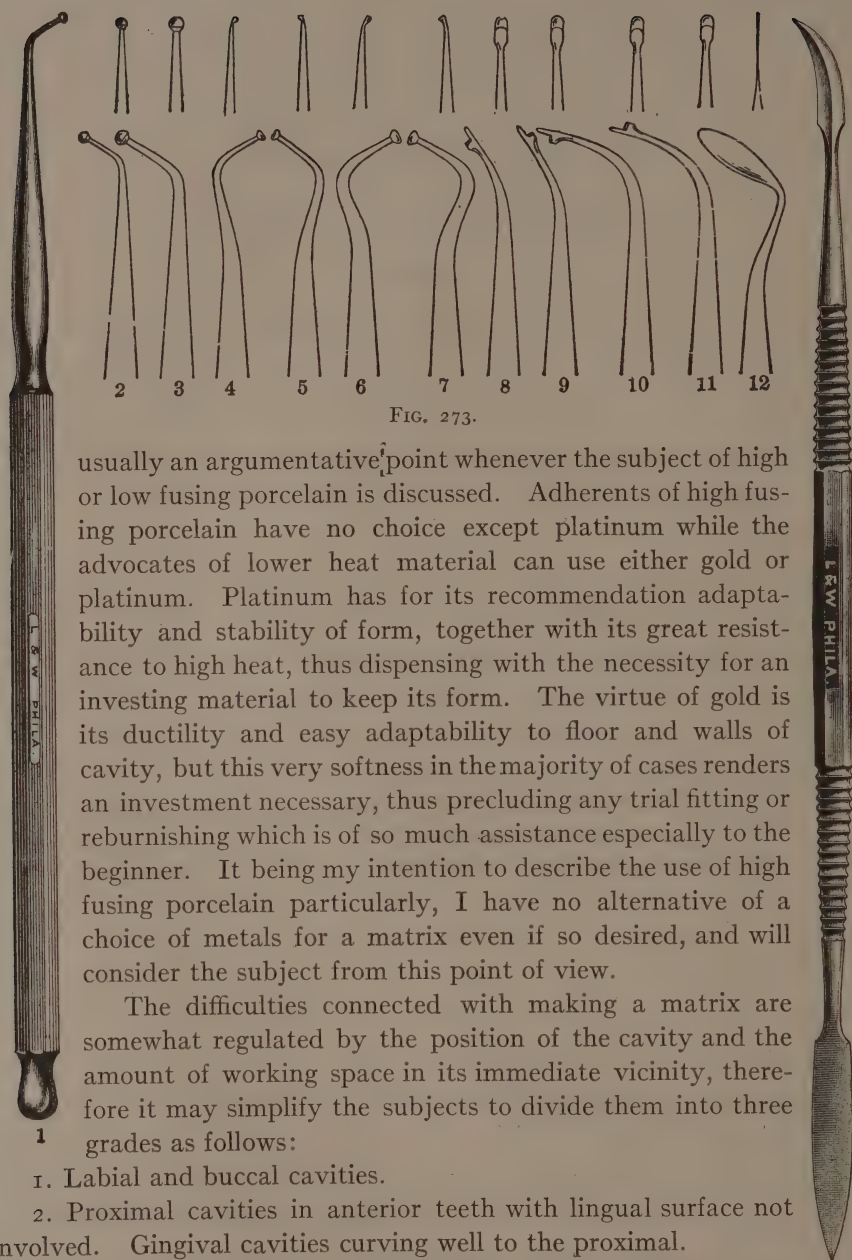 2 3 4 5 6 7 8 9 10 11 12
FIG. 273.
L & W PHILA.
L & W. PHILA.
usually an argumentative point whenever the subject of high
or low fusing porcelain is discussed. Adherents of high fus-
ing porcelain have no choice except platinum while the
advocates of lower heat material can use either gold or
platinum. Platinum has for its recommendation adapta-
bility and stability of form, together with its great resist-
ance to high heat, thus dispensing with the necessity for an
investing material to keep its form. The virtue of gold is
its ductility and easy adaptability to floor and walls of
cavity, but this very softness in the majority of cases renders
an investment necessary, thus precluding any trial fitting or
reburnishing which is of so much assistance especially to the
beginner. It being my intention to describe the use of high
fusing porcelain particularly, I have no alternative of a
choice of metals for a matrix even if so desired, and will
consider the subject from this point of view.
The difficulties connected with making a matrix are
somewhat regulated by the position of the cavity and the
amount of working space in its immediate vicinity, there-
fore it may simplify the subjects to divide them into three
1
grades as follows:
1. Labial and buccal cavities.
2. Proximal cavities in anterior teeth with lingual surface not
nvolved. Gingival cavities curving well to the proximal.